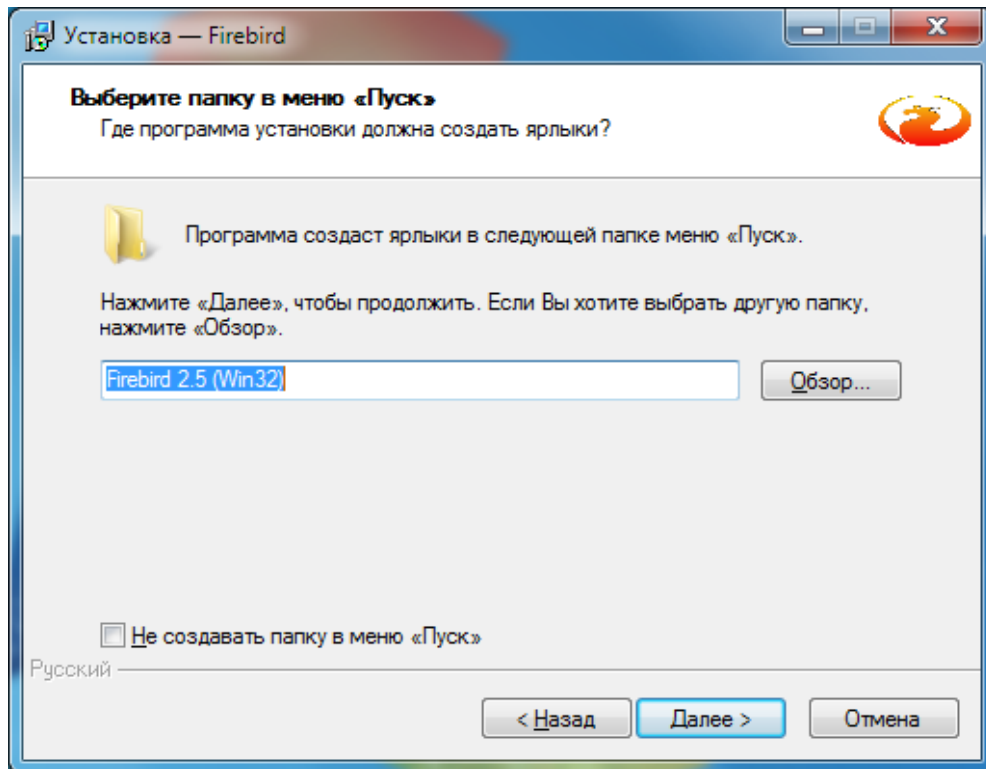 Установка — Firebird
Выберите папку в меню «Пуск»
Где программа установки должна создать ярлыки?
Программа создаст ярлыки в следующей папке меню «Пуск».
Нажмите «Далее», чтобы продолжить. Если Вы хотите выбрать другую папку,
нажмите «Обзор».
Firebird 2.5 (Win32)
Обзор...
Не создавать папку в меню «Пуск»
Русский
< Назад
Далее >
Отмена